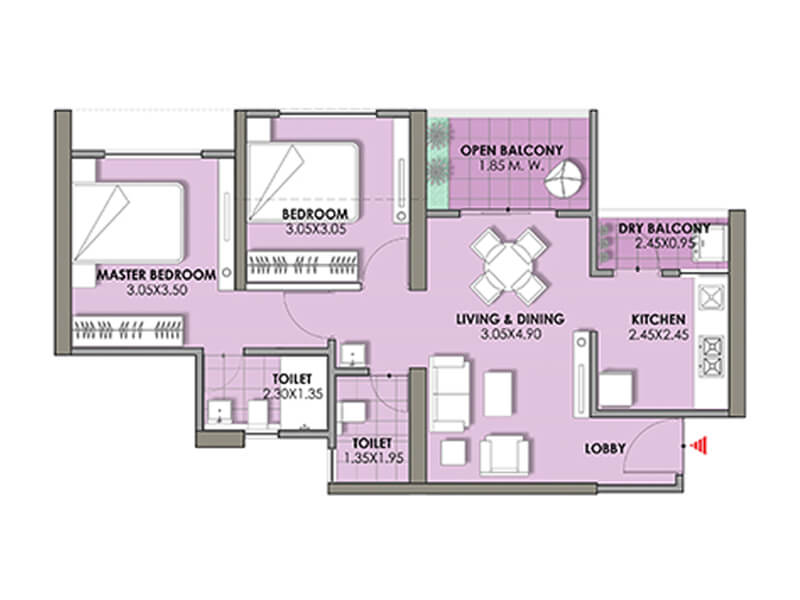 OPEN BALCONY
1.85 M. W.
BEDROOM
3.05X3.05
DRY BALCONY
2.45X0.95
MASTER BEDROOM
3.05X3.50
LIVING & DINING
3.05X4.90
KITCHEN
2.45X2.45
TOILET
2.30X1.35
TOILET
1.35X1.95
LOBBY